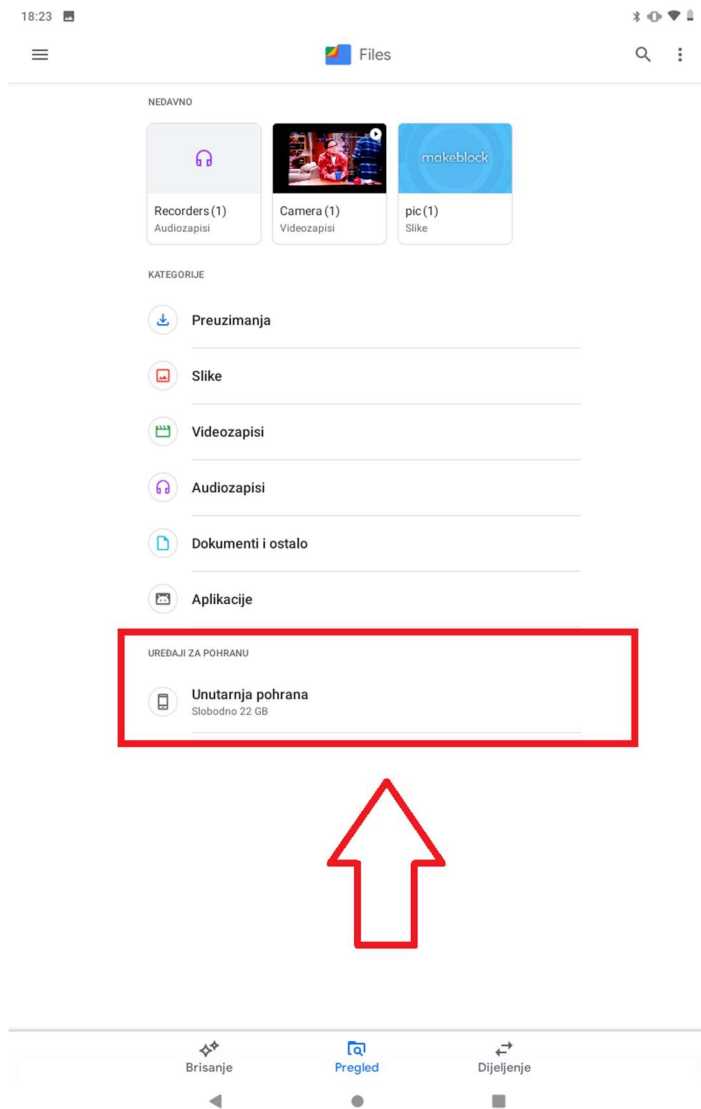 18:23
Files
NEDAVNO
makeblock
Recorders (1)
Audiozapisi
Camera (1)
Videozapisi
pic (1)
Slike
KATEGORIJE
Preuzimanja
Slike
Videozapisi
Audiozapisi
Dokumenti i ostalo
Aplikacije
UREĐAJI ZA POHRANU
Unutarnja pohrana
Slobodno 22 GB
Brisanje
Pregled
Dijeljenje